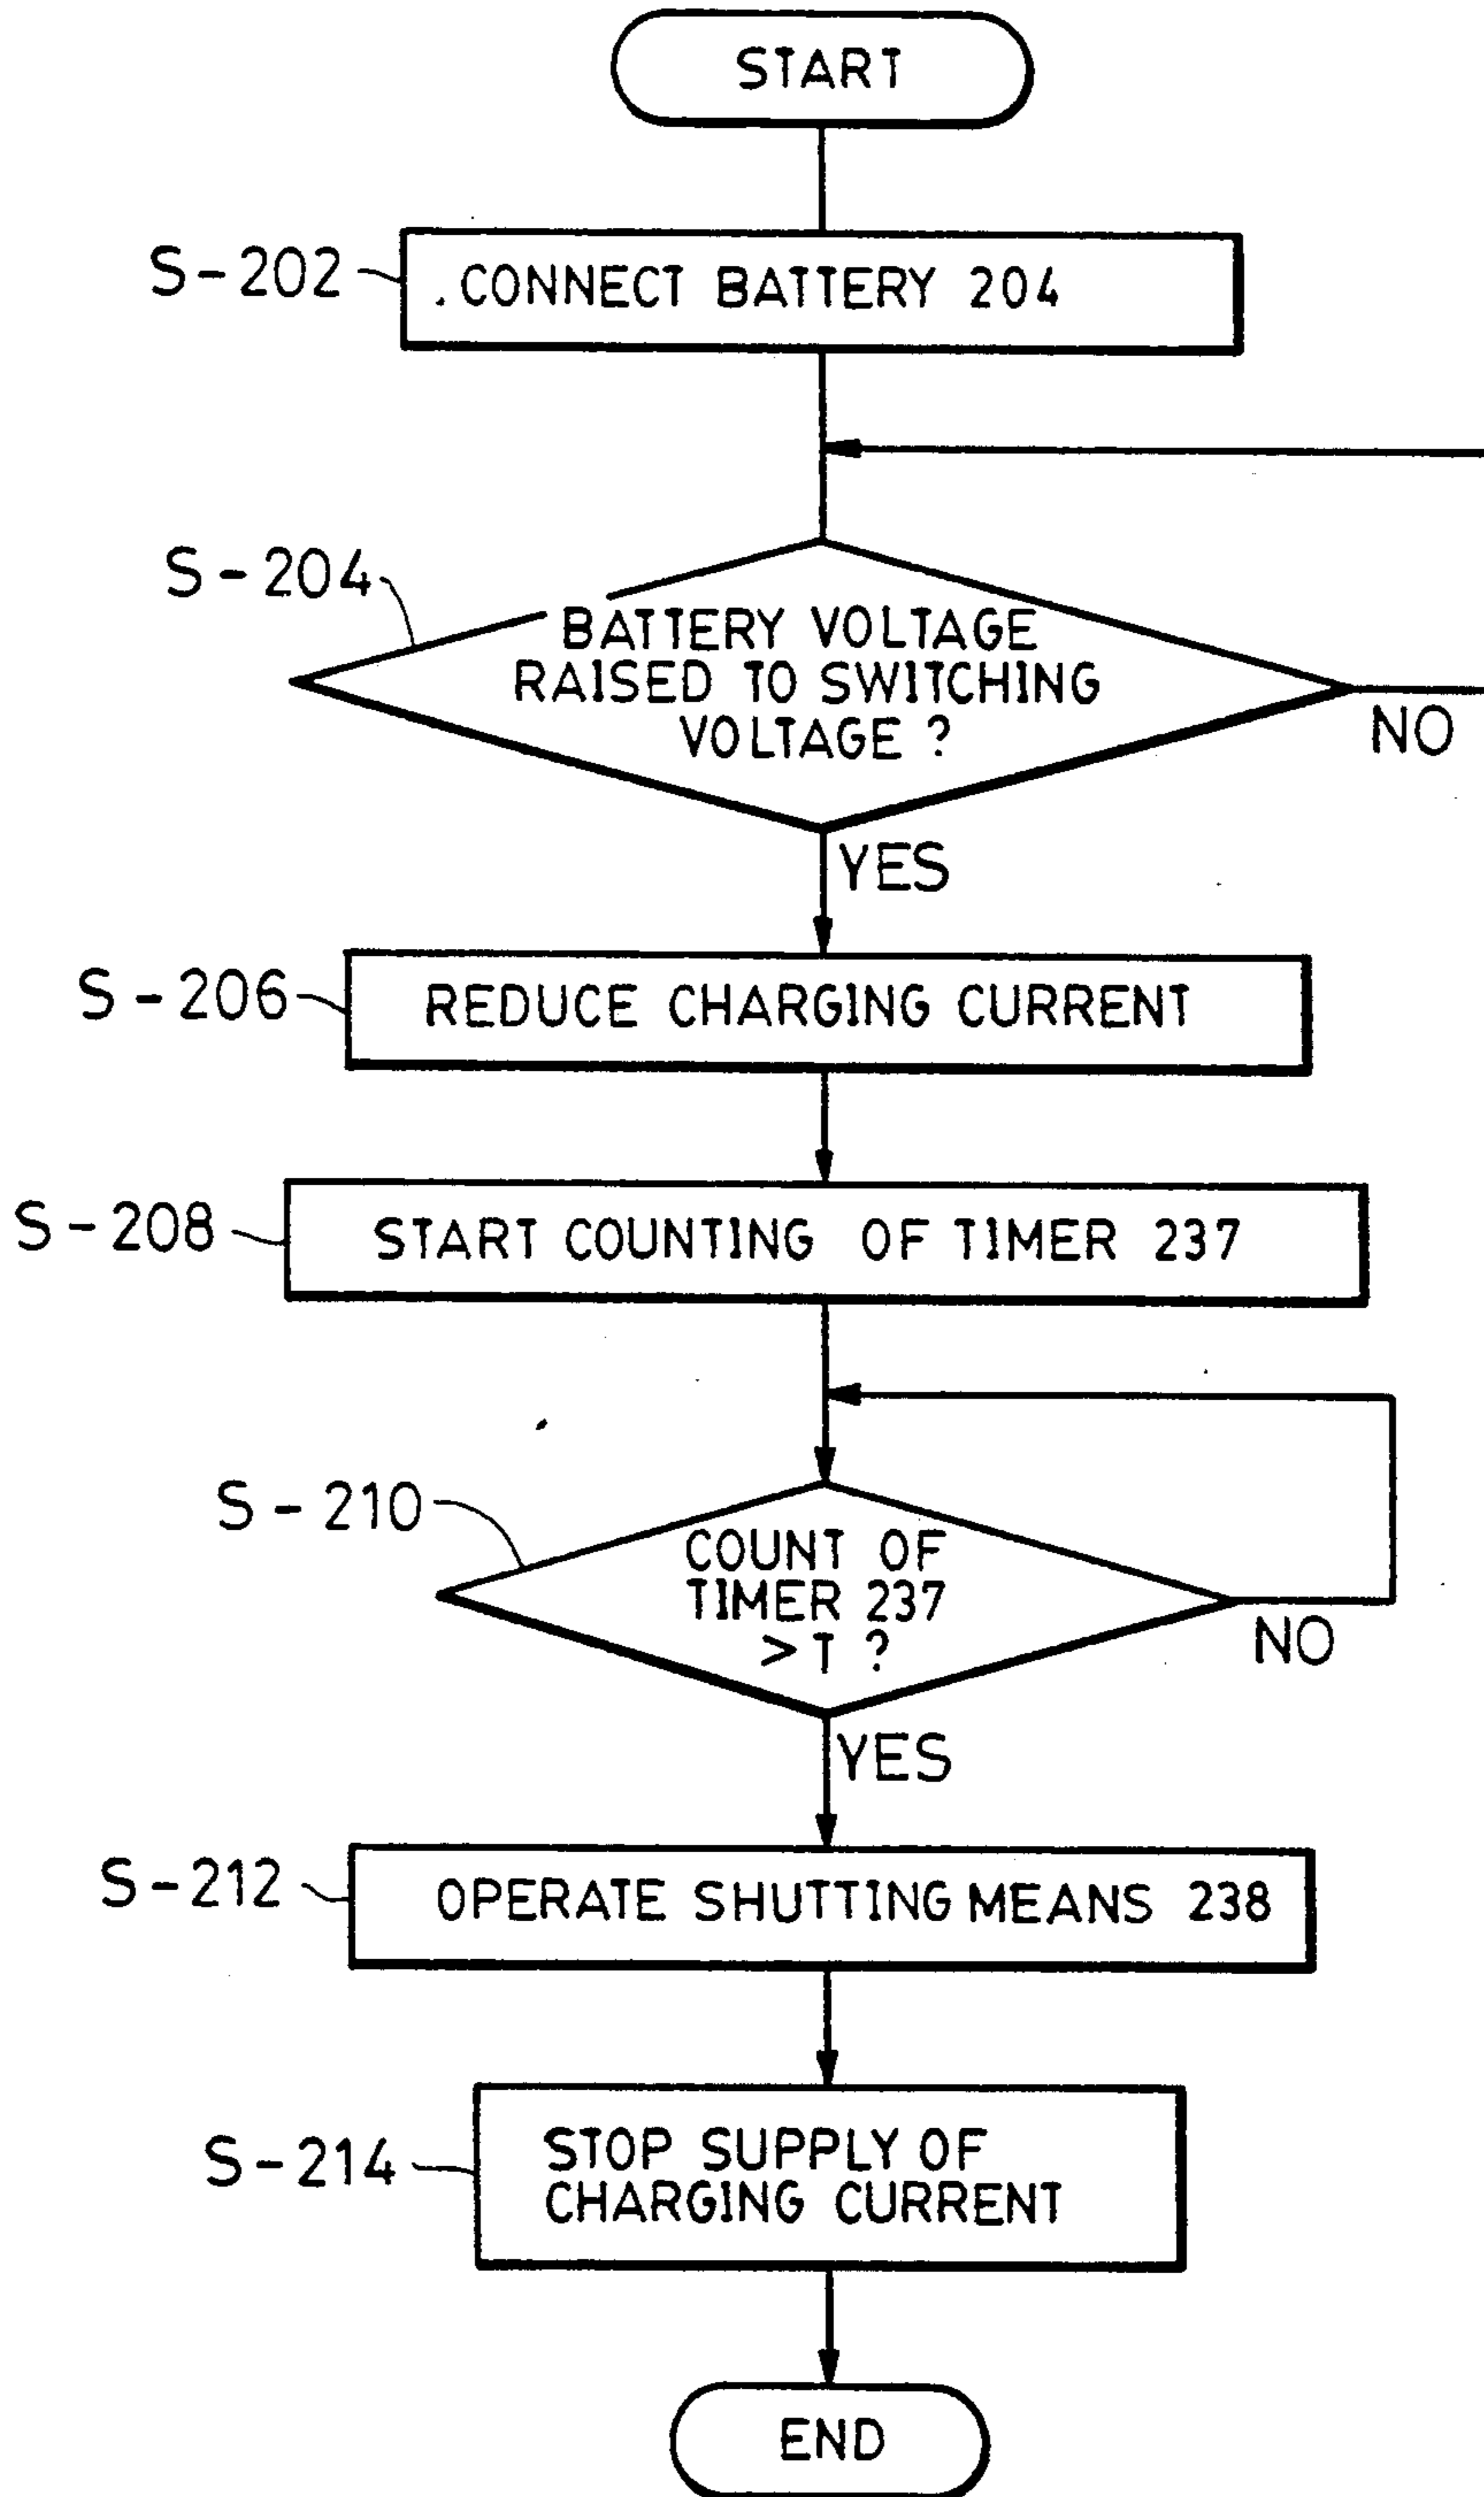 START
S-202
CONNECT BATTERY 204
S-204
BATTERY VOLTAGE
RAISED TO SWITCHING
VOLTAGE ?
NO
YES
S-206
REDUCE CHARGING CURRENT
S-208
START COUNTING OF TIMER 237
S-210
COUNT OF
TIMER 237
> T ?
NO
YES
S-212
OPERATE SHUTTING MEANS 238
S-214
STOP SUPPLY OF
CHARGING CURRENT
END